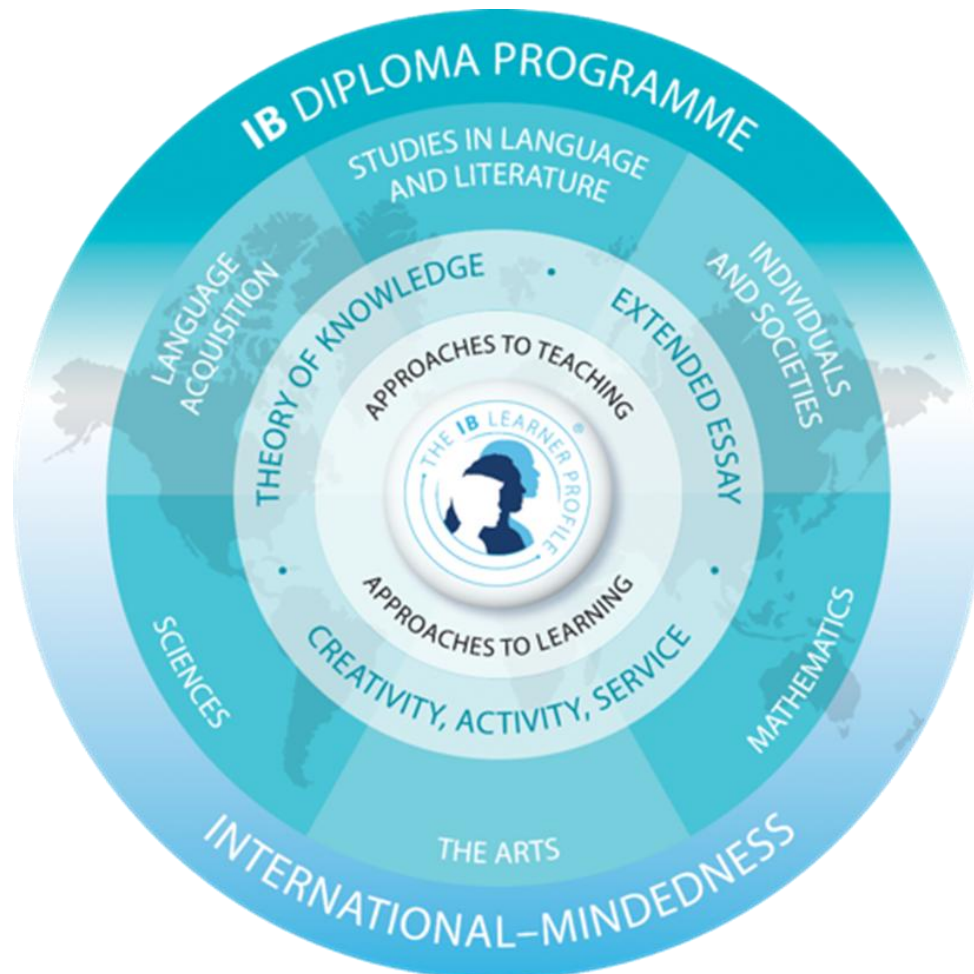 IB DIPLOMA PROGRAMME
STUDIES IN LANGUAGE
AND LITERATURE
LANGUAGE
ACQUISITION
INDIVIDUALS
AND SOCIETIES
THEORY OF KNOWLEDGE
•
EXTENDED ESSAY
APPROACHES TO TEACHING
THE IB LEARNER PROFILE®
APPROACHES TO LEARNING
•
•
CREATIVITY, ACTIVITY, SERVICE
SCIENCES
MATHEMATICS
THE ARTS
INTERNATIONAL–MINDEDNESS